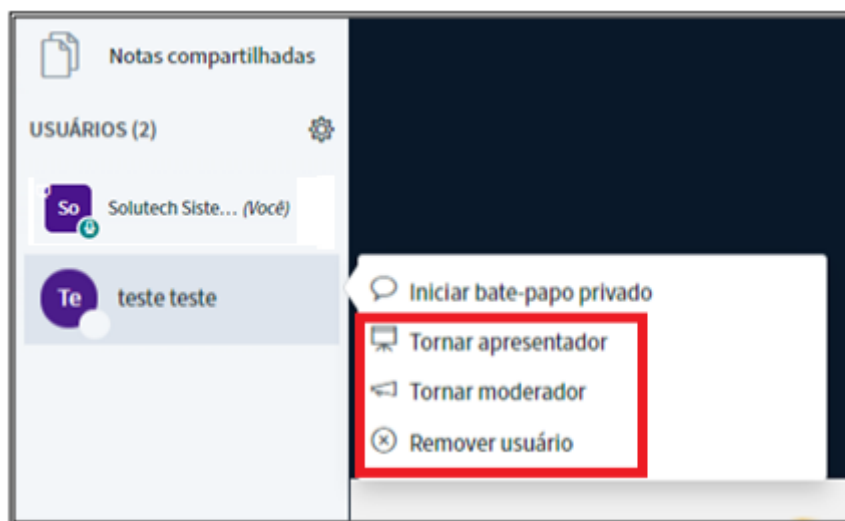 Notas compartilhadas
USUÁRIOS (2)
So
Solutech Siste... (Você)
Te
teste teste
Iniciar bate-papo privado
Tornar apresentador
Tornar moderador
Remover usuário